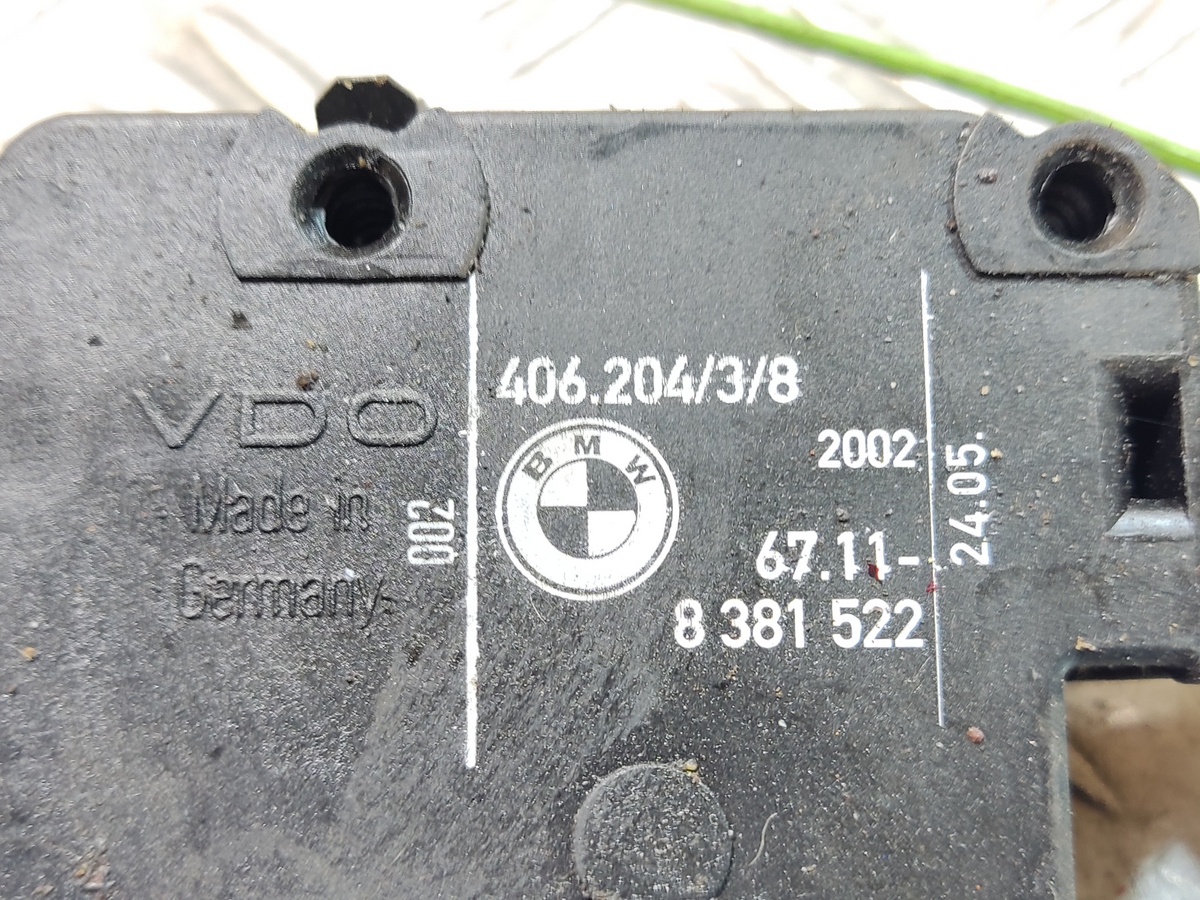 VDO
Made in
Germany
002
406.204/3/8
BMW
2002
67.11-
8 381 522
24.05.